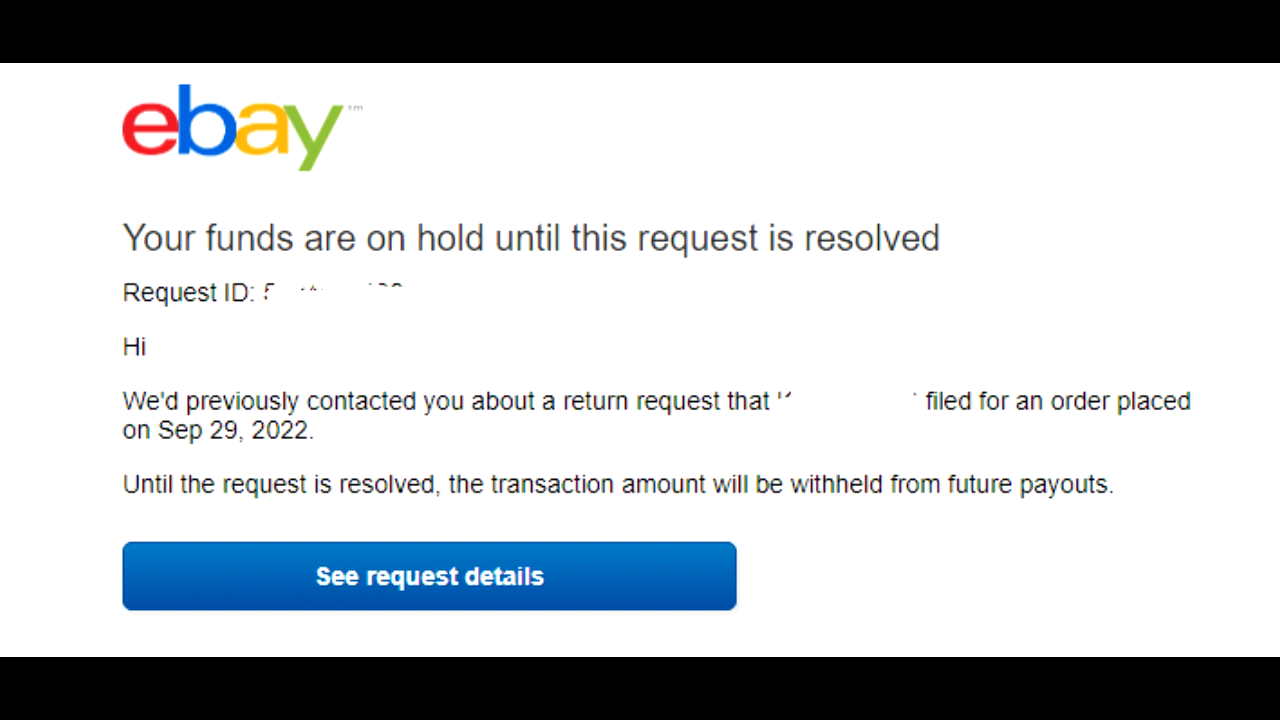 ebay™
Your funds are on hold until this request is resolved
Request ID:
Hi
We'd previously contacted you about a return request that filed for an order placed
on Sep 29, 2022.
Until the request is resolved, the transaction amount will be withheld from future payouts.
See request details